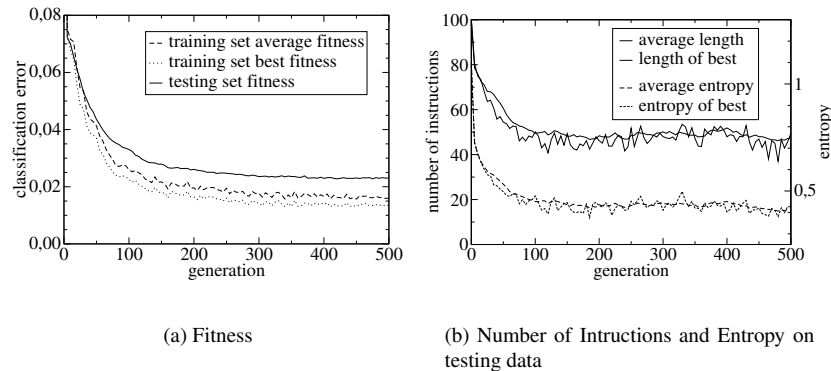 0,08
0,06
0,04
0,02
0,00
classification error
training set average fitness
training set best fitness
testing set fitness
0 100 200 300 400 500
generation
(a) Fitness
100
80
60
40
20
0
number of instructions
average length
length of best
average entropy
entropy of best
1
0,5
entropy
0 100 200 300 400 500
generation
(b) Number of Intructions and Entropy on
testing data